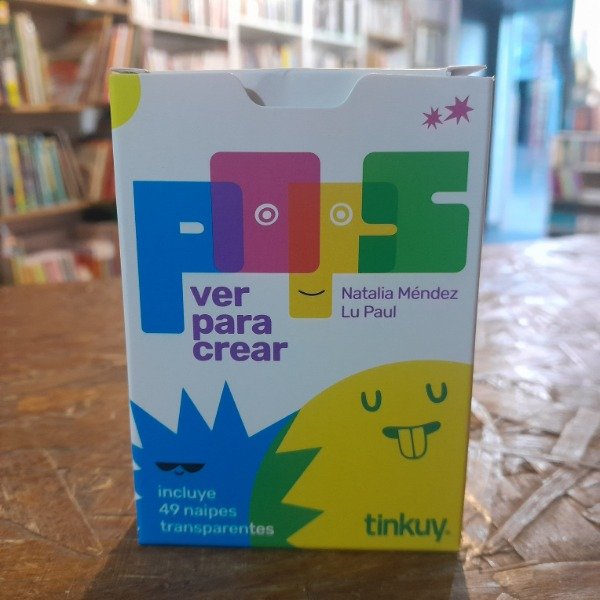 POPS
ver
para
crear
Natalia Méndez
Lu Paul
incluye
49 naipes
transparentes
tinkuy